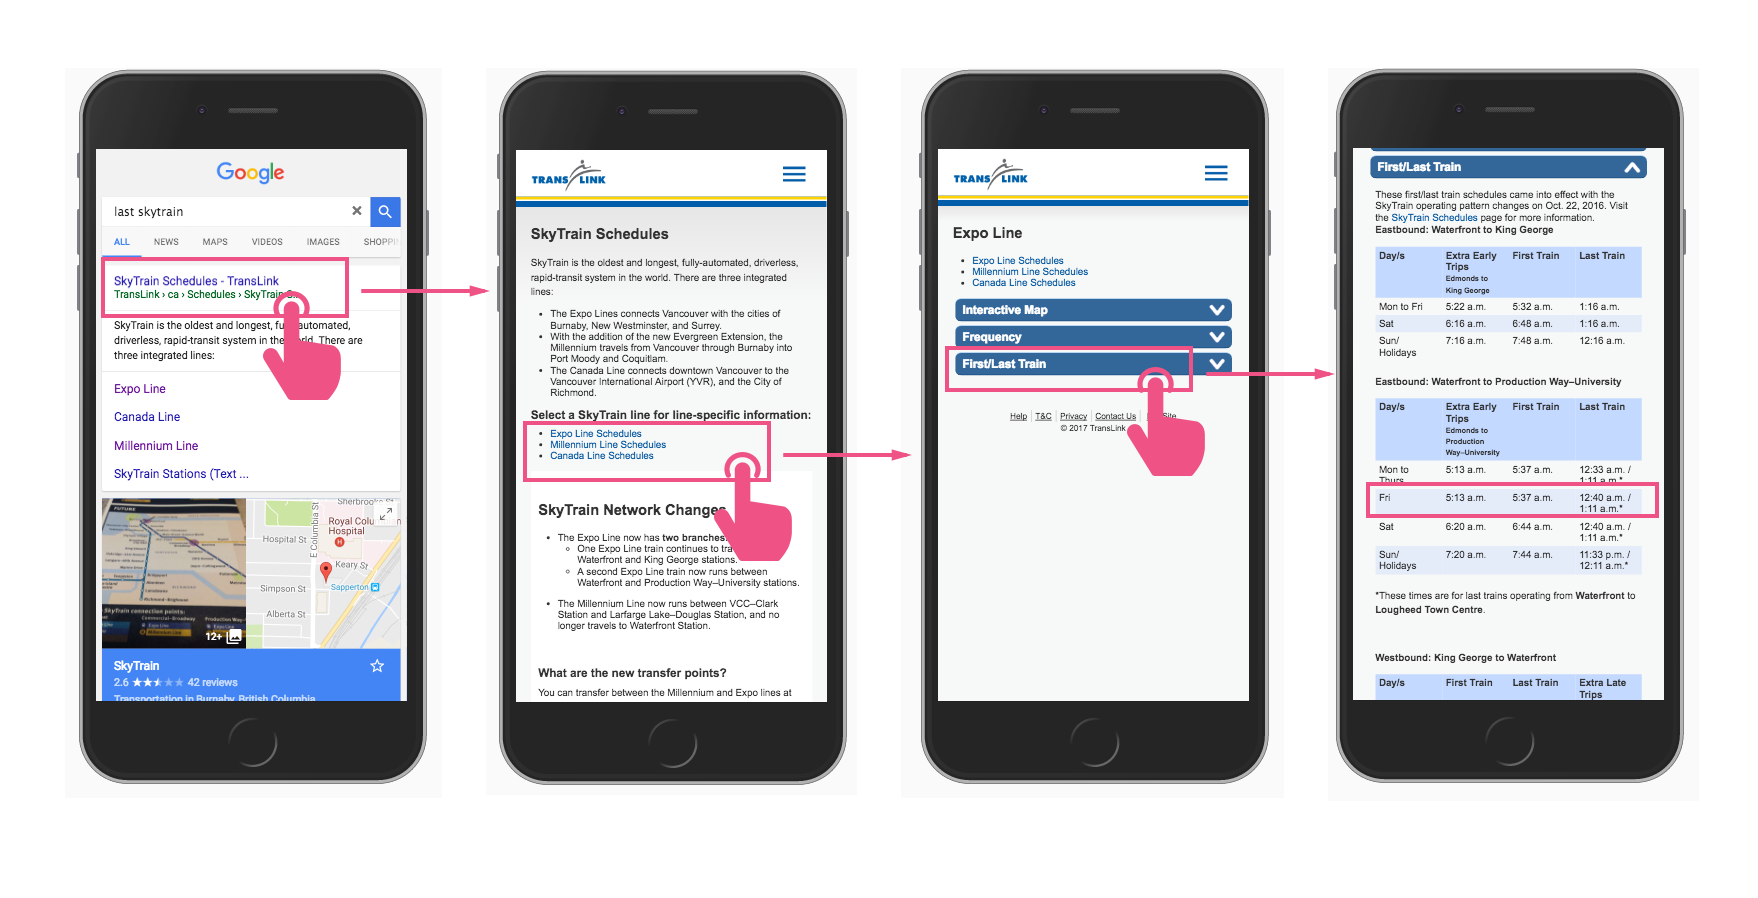 Google
last skytrain
ALL NEWS MAPS VIDEOS IMAGES SHOPPI
SkyTrain Schedules - TransLink
TransLink › ca › Schedules › SkyTrain S...
SkyTrain is the oldest and longest, fully-automated,
driverless, rapid-transit system in the world. There are
three integrated lines:
Expo Line
Canada Line
Millennium Line
SkyTrain Stations (Text ...
FUTURE
SkyTrain connection points:
12+
Sherbrooke St
E Columbia St
Royal Colu
Hospital
H
Hospital St
Keary St
Simpson St
Sapperton
Alberta St
SkyTrain
2.6 42 reviews
Transportation in Burnaby, British Columbia
TRANSLINK
SkyTrain Schedules
SkyTrain is the oldest and longest, fully-automated, driverless,
rapid-transit system in the world. There are three integrated
lines:
• The Expo Lines connects Vancouver with the cities of
Burnaby, New Westminster, and Surrey.
• With the addition of the new Evergreen Extension, the
Millennium travels from Vancouver through Burnaby into
Port Moody and Coquitlam.
• The Canada Line connects downtown Vancouver to the
Vancouver International Airport (YVR), and the City of
Richmond.
Select a SkyTrain line for line-specific information:
• Expo Line Schedules
• Millennium Line Schedules
• Canada Line Schedules
SkyTrain Network Changes
• The Expo Line now has two branches:
One Expo Line train continues to tra
Waterfront and King George stations.
A second Expo Line train now runs between
Waterfront and Production Way–University stations.
• The Millennium Line now runs between VCC–Clark
Station and Larfarge Lake–Douglas Station, and no
longer travels to Waterfront Station.
What are the new transfer points?
You can transfer between the Millennium and Expo lines at
TRANSLINK
Expo Line
• Expo Line Schedules
• Millennium Line Schedules
• Canada Line Schedules
Interactive Map
Frequency
First/Last Train
Help T&C Privacy Contact Us Site
© 2017 TransLink
First/Last Train
These first/last train schedules came into effect with the
SkyTrain operating pattern changes on Oct. 22, 2016. Visit
the SkyTrain Schedules page for more information.
Eastbound: Waterfront to King George
Day/s Extra Early Trips Edmonds to King George First Train Last Train
Mon to Fri 5:22 a.m. 5:32 a.m. 1:16 a.m.
Sat 6:16 a.m. 6:48 a.m. 1:16 a.m.
Sun/ Holidays 7:16 a.m. 7:48 a.m. 12:16 a.m.
Eastbound: Waterfront to Production Way–University
Day/s Extra Early Trips Edmonds to Production Way–University First Train Last Train
Mon to Thurs 5:13 a.m. 5:37 a.m. 12:33 a.m. / 1:11 a.m.*
Fri 5:13 a.m. 5:37 a.m. 12:40 a.m. / 1:11 a.m.*
Sat 6:20 a.m. 6:44 a.m. 12:40 a.m. / 1:11 a.m.*
Sun/ Holidays 7:20 a.m. 7:44 a.m. 11:33 p.m. / 12:11 a.m.*
*These times are for last trains operating from Waterfront to
Lougheed Town Centre.
Westbound: King George to Waterfront
Day/s First Train Last Train Extra Late Trips